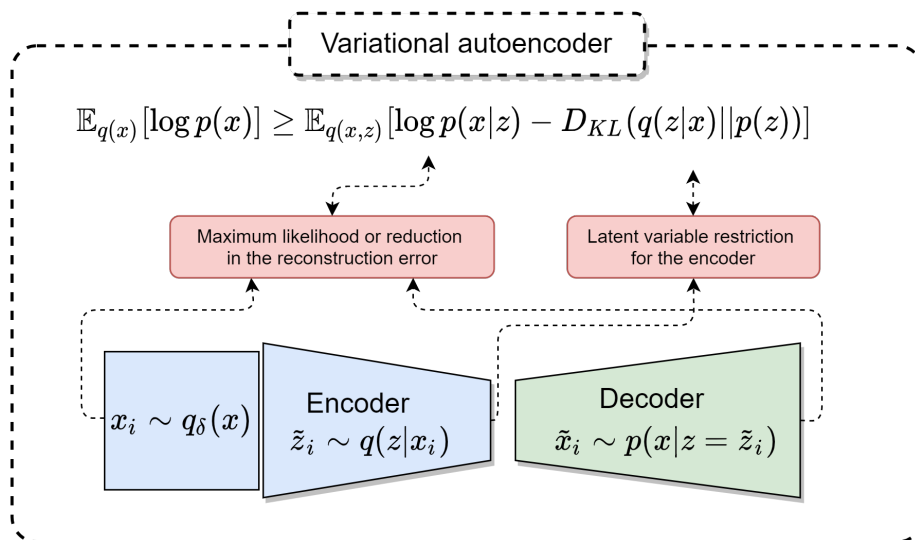 Variational autoencoder
𝔼_{q(x)}[log p(x)] ≥ 𝔼_{q(x,z)}[log p(x|z) − D_{KL}(q(z|x)||p(z))]
Maximum likelihood or reduction
in the reconstruction error
Latent variable restriction
for the encoder
x_i ∼ q_δ(x)
Encoder
z̃_i ∼ q(z|x_i)
Decoder
x̃_i ∼ p(x|z = z̃_i)